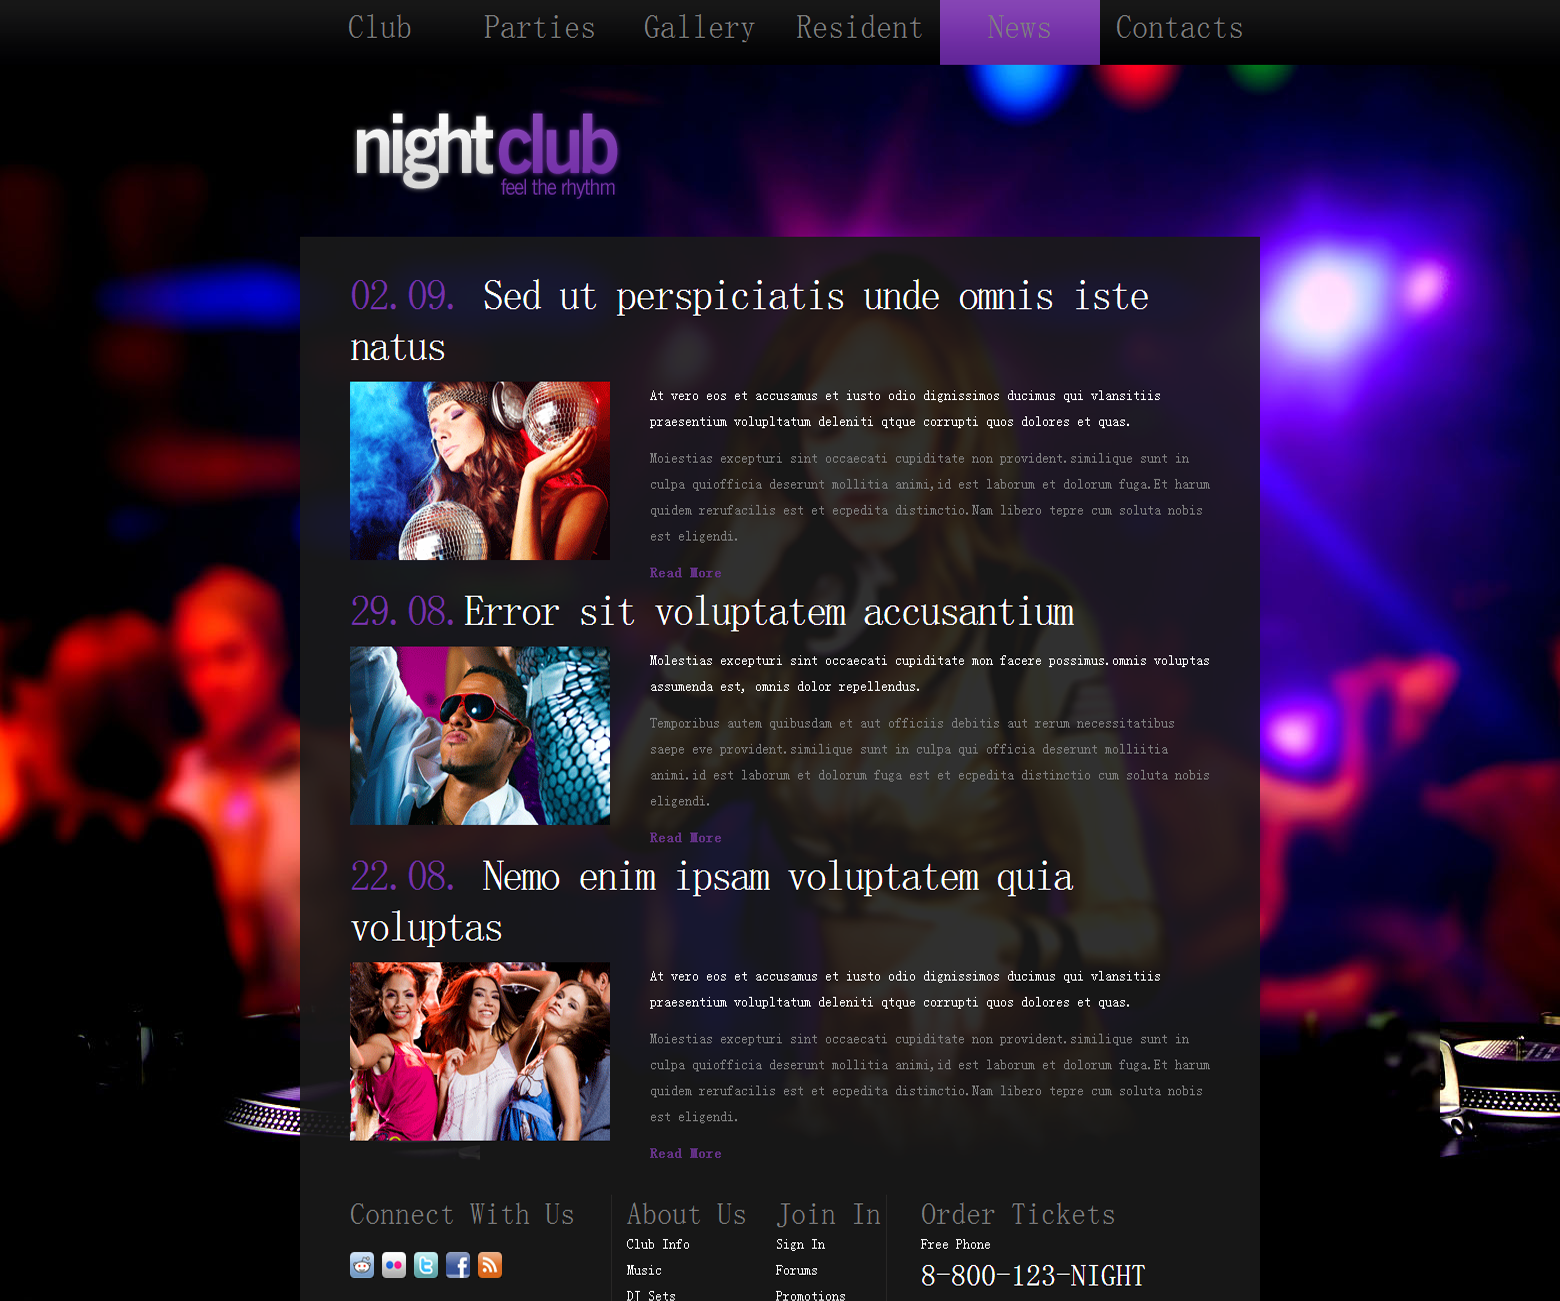 Club Parties Gallery Resident News Contacts
night club
feel the rhythm
02.09. Sed ut perspiciatis unde omnis iste
natus
At vero eos et accusamus et iusto odio dignissimos ducimus qui vlansitiis
praesentium volupltatum deleniti qtque corrupti quos dolores et quas.
Moiestias excepturi sint occaecati cupiditate non provident.similique sunt in
culpa quiofficia deserunt mollitia animi,id est laborum et dolorum fuga.Et harum
quidem rerufacilis est et ecpedita distimctio.Nam libero tepre cum soluta nobis
est eligendi.
Read More
29.08. Error sit voluptatem accusantium
Molestias excepturi sint occaecati cupiditate mon facere possimus.omnis voluptas
assumenda est, omnis dolor repellendus.
Temporibus autem quibusdam et aut officiis debitis aut rerum necessitatibus
saepe eve provident.similique sunt in culpa qui officia deserunt molliitia
animi.id est laborum et dolorum fuga est et ecpedita distinctio cum soluta nobis
eligendi.
Read More
22.08. Nemo enim ipsam voluptatem quia
voluptas
At vero eos et accusamus et iusto odio dignissimos ducimus qui vlansitiis
praesentium volupltatum deleniti qtque corrupti quos dolores et quas.
Moiestias excepturi sint occaecati cupiditate non provident.similique sunt in
culpa quiofficia deserunt mollitia animi,id est laborum et dolorum fuga.Et harum
quidem rerufacilis est et ecpedita distimctio.Nam libero tepre cum soluta nobis
est eligendi.
Read More
Connect With Us
About Us
Club Info
Music
DJ Sets
Join In
Sign In
Forums
Promotions
Order Tickets
Free Phone
8-800-123-NIGHT